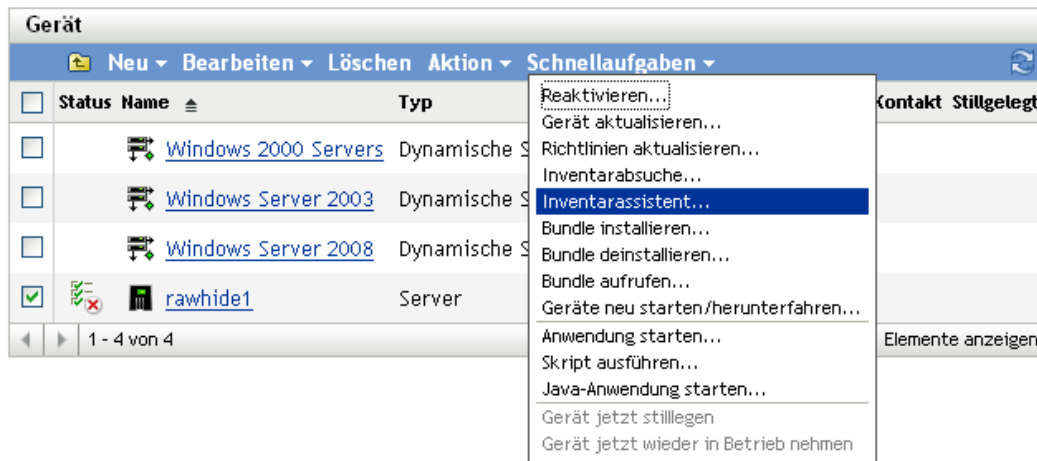 Gerät
Neu Bearbeiten Löschen Aktion Schnellaufgaben
Status Name Typ Kontakt Stillgelegt
Windows 2000 Servers Dynamische
Windows Server 2003 Dynamische
Windows Server 2008 Dynamische
rawhide1 Server
1 - 4 von 4 Elemente anzeigen
Reaktivieren...
Gerät aktualisieren...
Richtlinien aktualisieren...
Inventarabsuche...
Inventarassistent...
Bundle installieren...
Bundle deinstallieren...
Bundle aufrufen...
Geräte neu starten/herunterfahren...
Anwendung starten...
Skript ausführen...
Java-Anwendung starten...
Gerät jetzt stilllegen
Gerät jetzt wieder in Betrieb nehmen